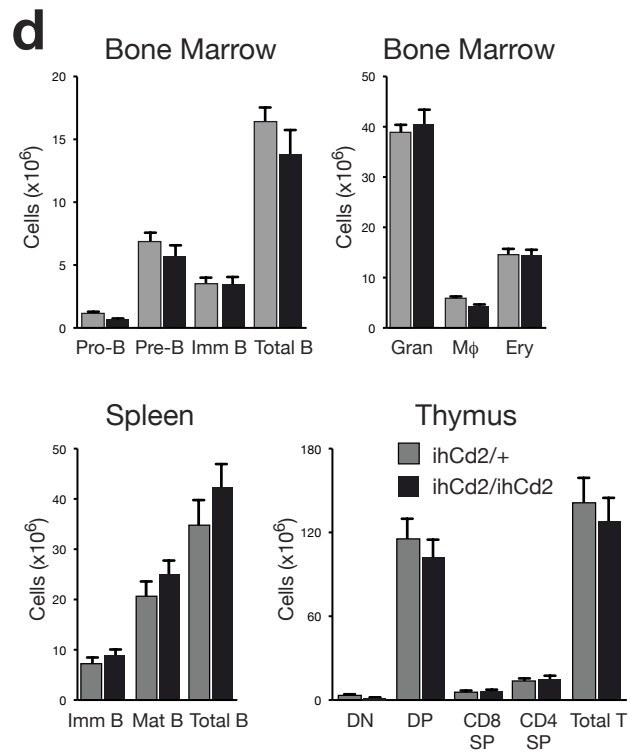 d
Bone Marrow
Cells (x10⁶)
20
15
10
5
0
Pro-B Pre-B Imm B Total B
Bone Marrow
Cells (x10⁶)
50
40
30
20
10
0
Gran Mϕ Ery
Spleen
Cells (x10⁶)
50
40
30
20
10
0
Imm B Mat B Total B
Thymus
ihCd2/+
ihCd2/ihCd2
Cells (x10⁶)
180
120
60
0
DN DP CD8 CD4 Total T
SP SP